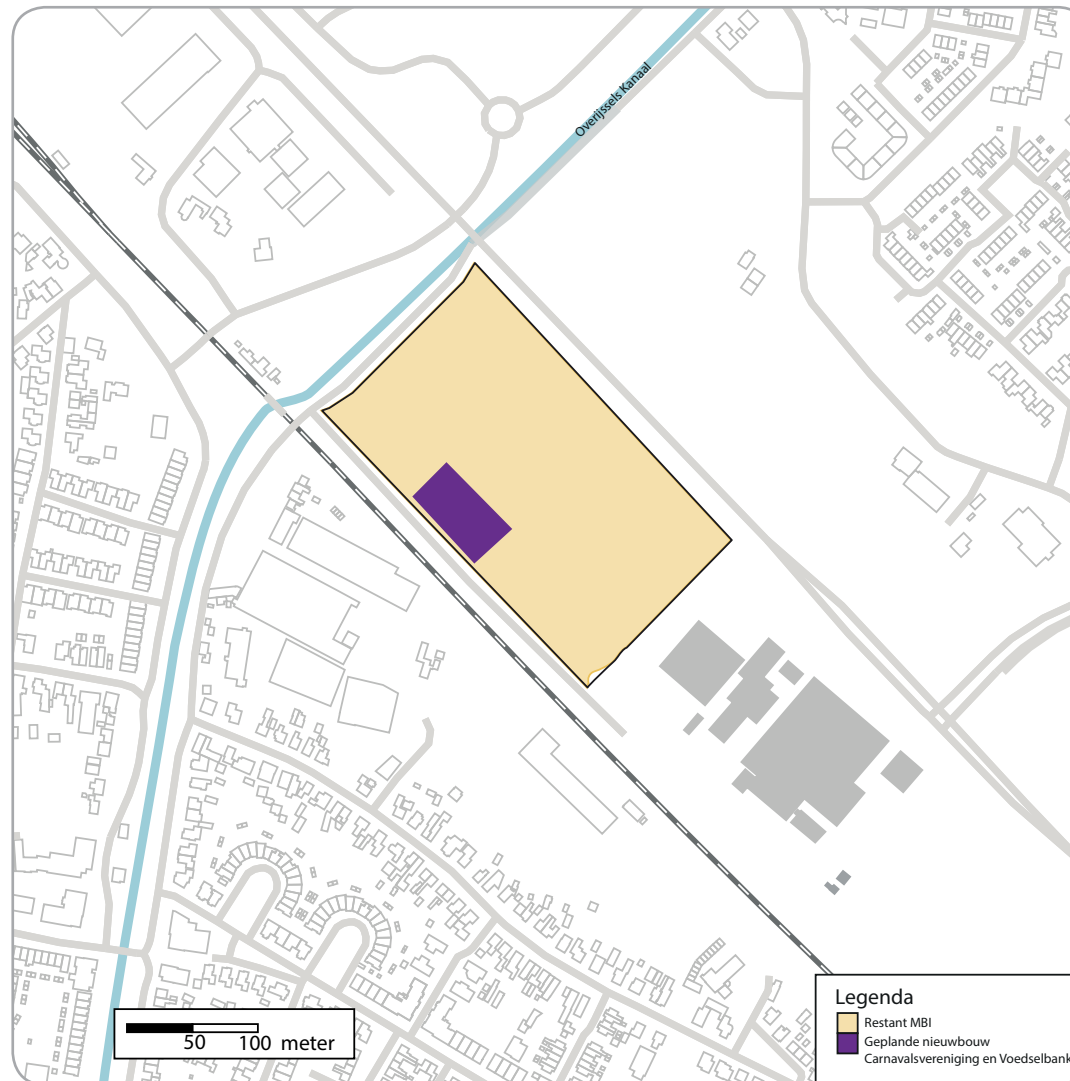 Overijssels Kanaal
50 100 meter
Legenda
Restant MBI
Geplande nieuwbouw
Carnavalsvereniging en Voedselbank